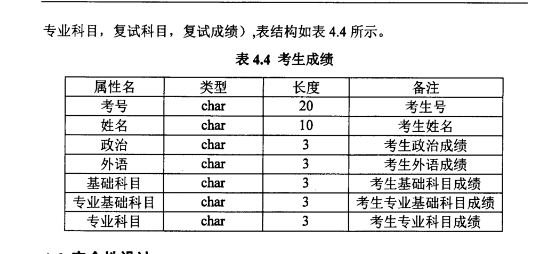 专业科目，复试科目，复试成绩）,表结构如表 4.4 所示。
表 4.4 考生成绩
属性名 类型 长度 备注
考号 char 20 考生号
姓名 char 10 考生姓名
政治 char 3 考生政治成绩
外语 char 3 考生外语成绩
基础科目 char 3 考生基础科目成绩
专业基础科目 char 3 考生专业基础科目成绩
专业科目 char 3 考生专业科目成绩